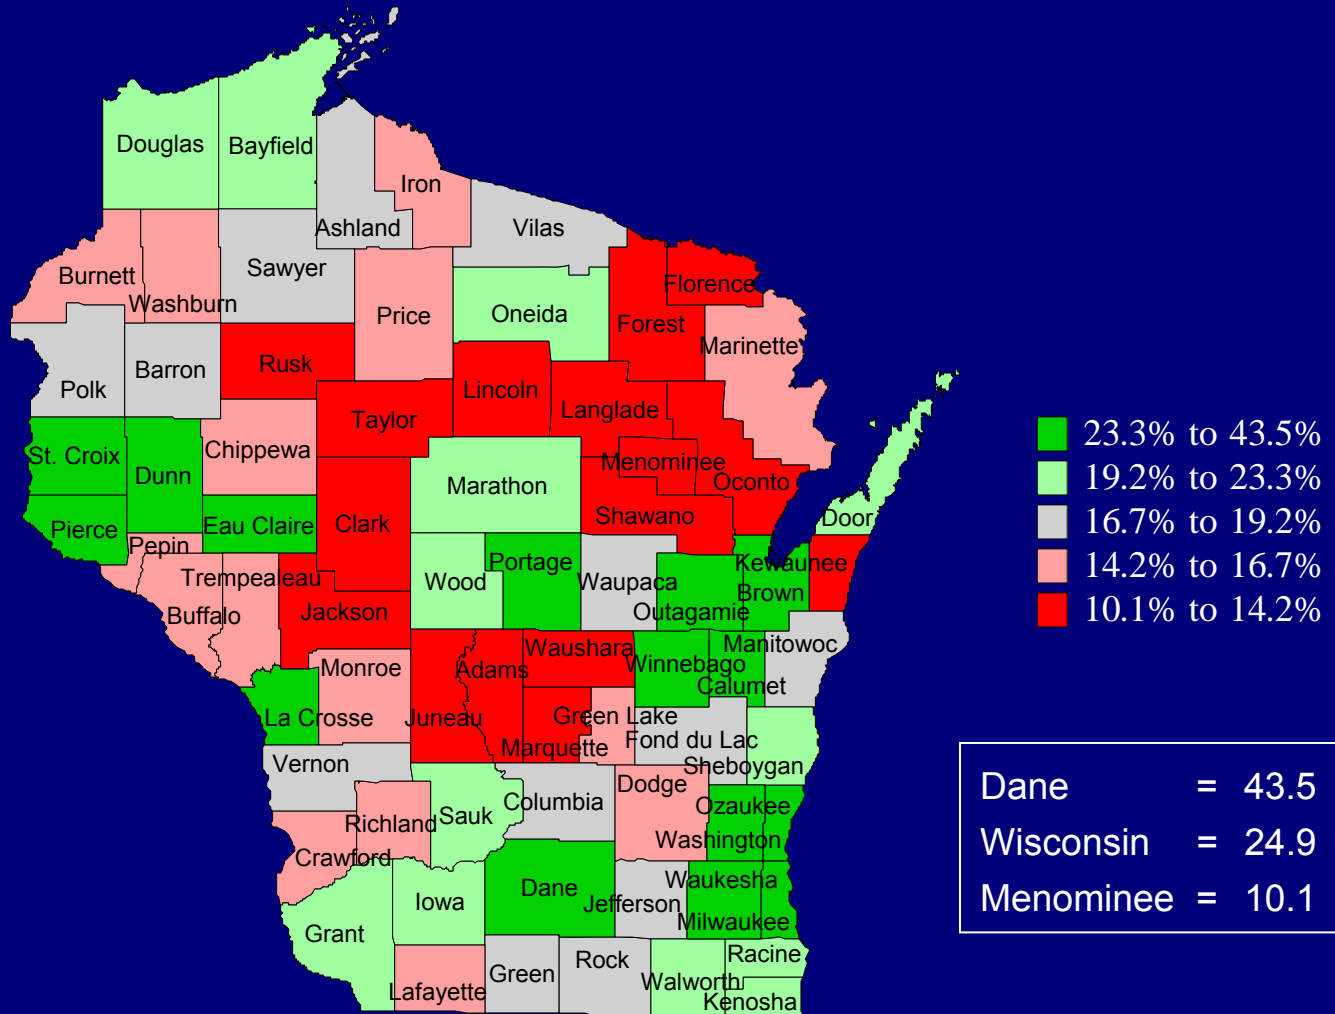 Douglas
Bayfield
Iron
Ashland
Vilas
Burnett
Washburn
Sawyer
Price
Oneida
Florence
Forest
Marinette
Polk
Barron
Rusk
Lincoln
Langlade
Taylor
St. Croix
Dunn
Chippewa
Marathon
Menominee
Oconto
Pierce
Eau Claire
Clark
Shawano
Door
Pepin
Wood
Portage
Waupaca
Kewaunee
Trempealeau
Buffalo
Jackson
Outagamie
Brown
Monroe
Adams
Waushara
Winnebago
Manitowoc
Calumet
La Crosse
Juneau
Green Lake
Marquette
Fond du Lac
Sheboygan
Vernon
Richland
Sauk
Columbia
Dodge
Ozaukee
Washington
Crawford
Iowa
Dane
Jefferson
Waukesha
Milwaukee
Grant
Lafayette
Green
Rock
Walworth
Racine
Kenosha
23.3% to 43.5%
19.2% to 23.3%
16.7% to 19.2%
14.2% to 16.7%
10.1% to 14.2%
Dane = 43.5
Wisconsin = 24.9
Menominee = 10.1